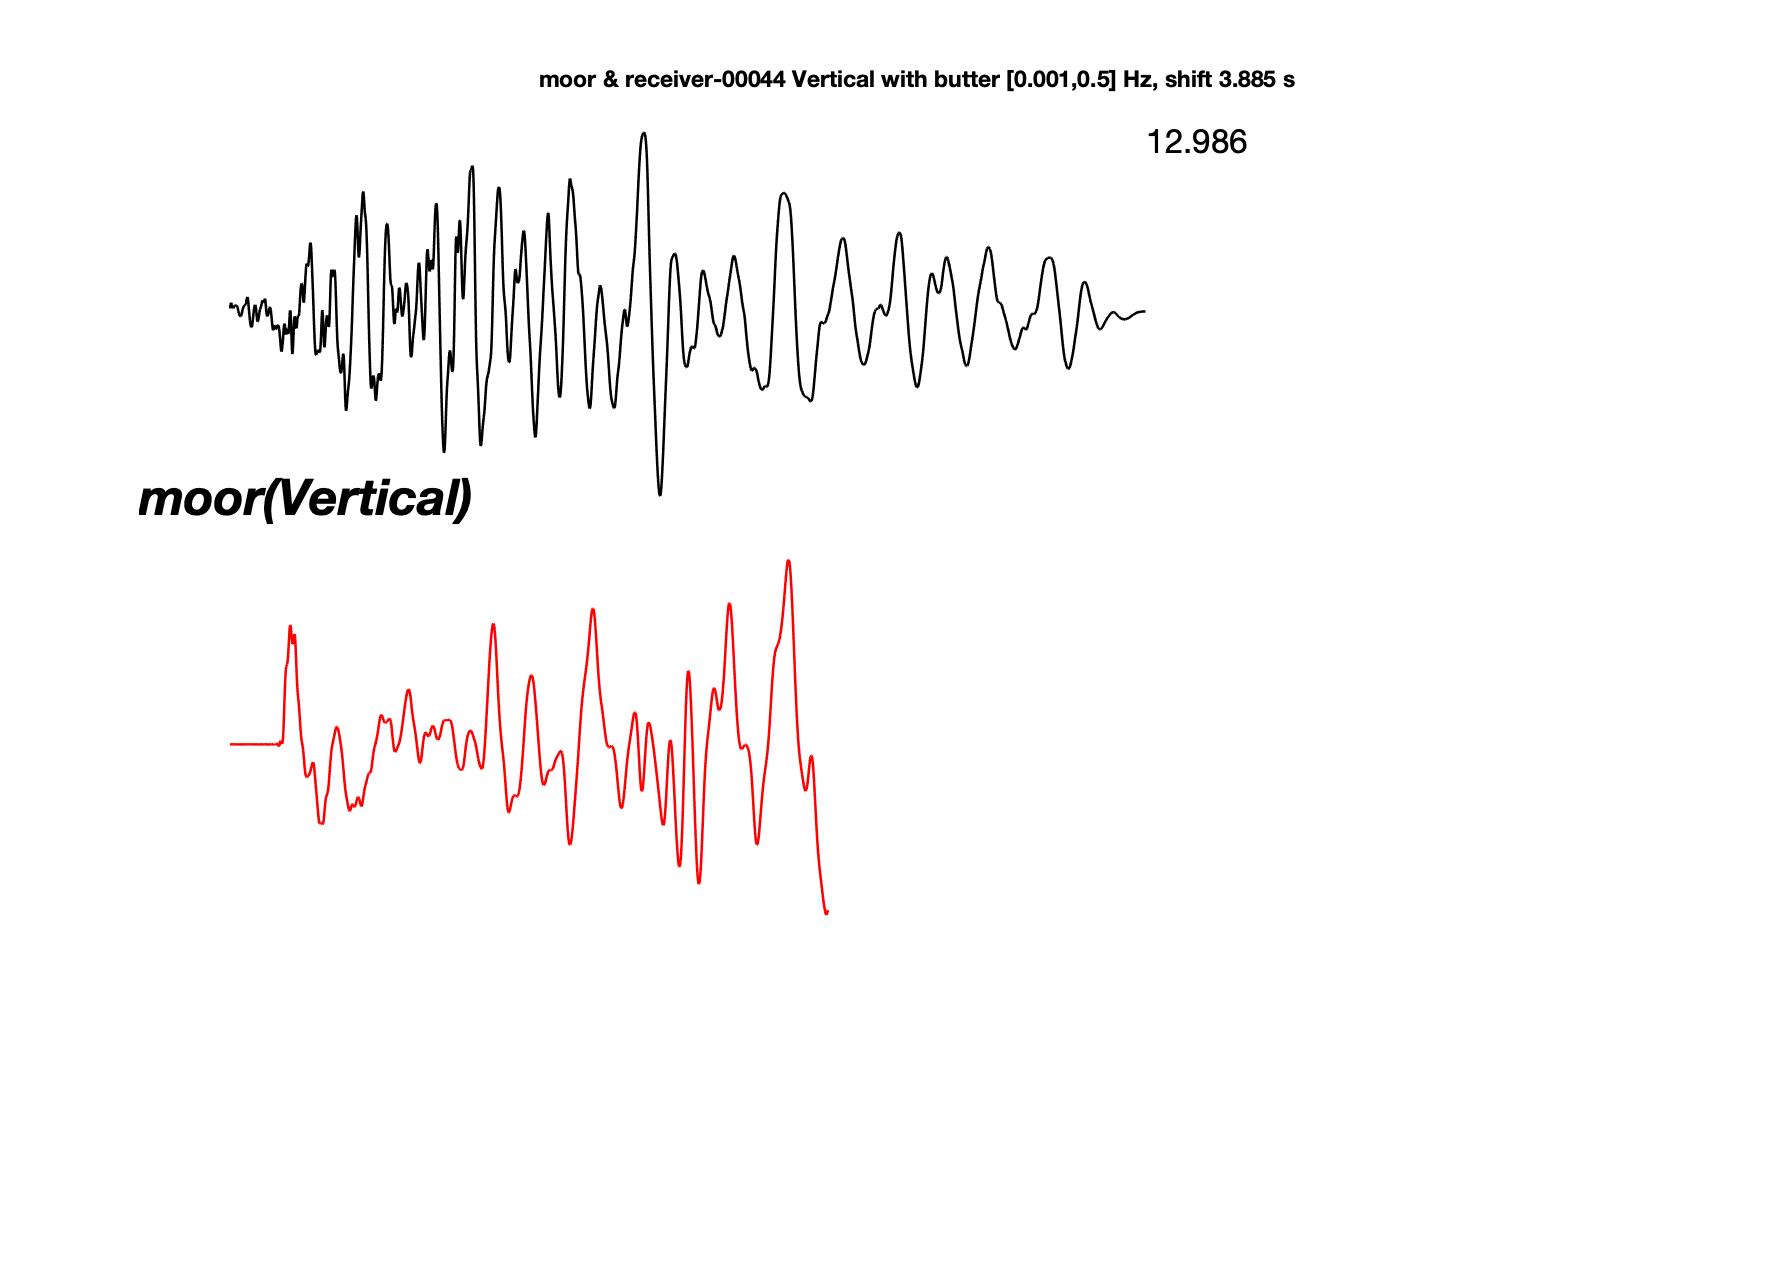 moor & receiver-00044 Vertical with butter [0.001,0.5] Hz, shift 3.885 s
12.986
moor(Vertical)